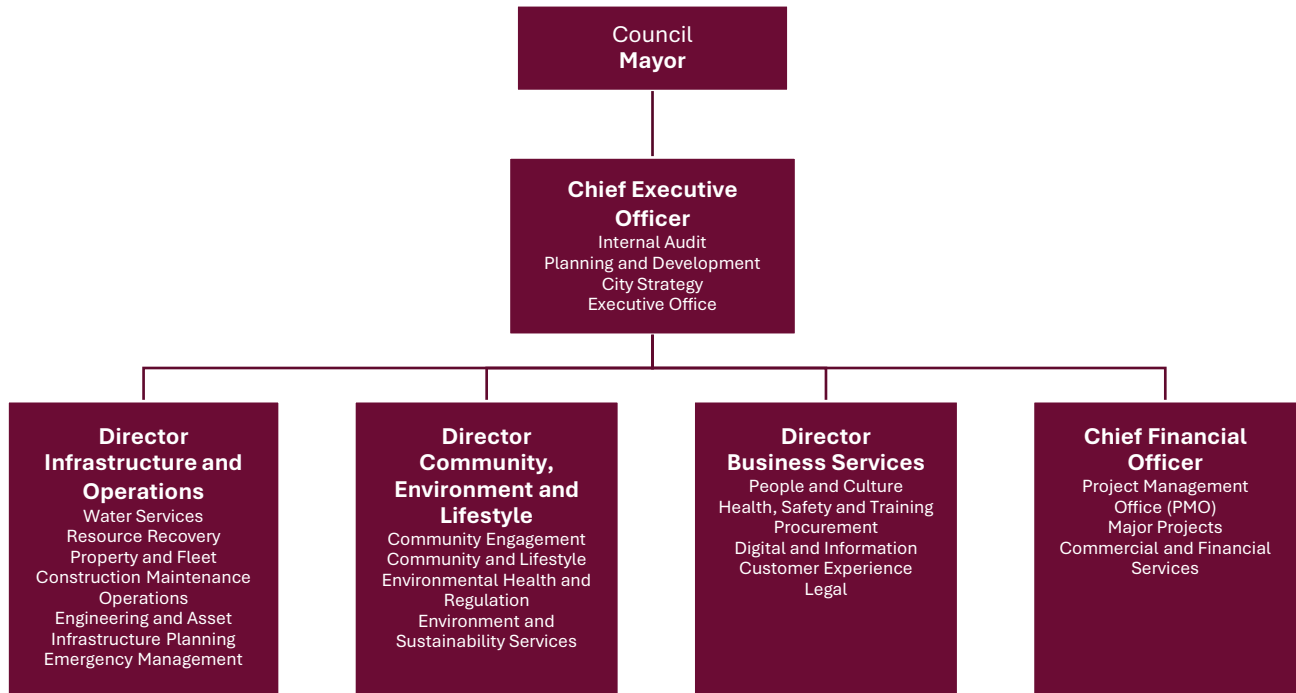 Council
Mayor
Chief Executive
Officer
Internal Audit
Planning and Development
City Strategy
Executive Office
Director
Infrastructure and
Operations
Water Services
Resource Recovery
Property and Fleet
Construction Maintenance
Operations
Engineering and Asset
Infrastructure Planning
Emergency Management
Director
Community,
Environment and
Lifestyle
Community Engagement
Community and Lifestyle
Environmental Health and
Regulation
Environment and
Sustainability Services
Director
Business Services
People and Culture
Health, Safety and Training
Procurement
Digital and Information
Customer Experience
Legal
Chief Financial
Officer
Project Management
Office (PMO)
Major Projects
Commercial and Financial
Services